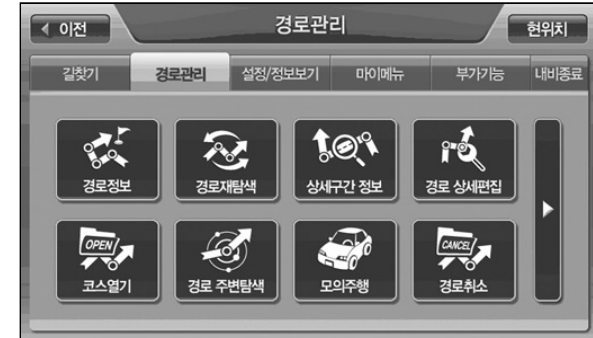 이전
경로관리
현위치
길찾기
경로관리
설정/정보보기
마이메뉴
부가기능
내비종료
경로정보
경로재탐색
상세구간 정보
경로 상세편집
OPEN
코스열기
경로 주변탐색
모의주행
CANCEL
경로취소